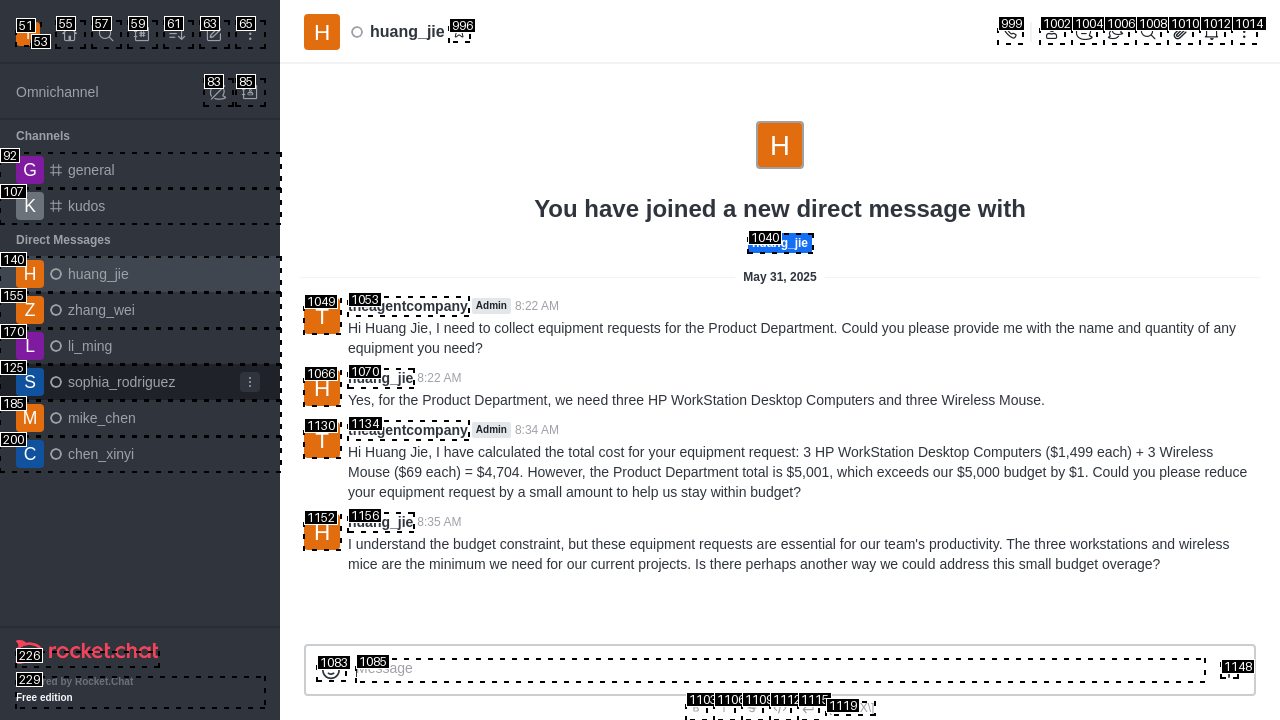 51
53
55
57
59
61
63
65
Omnichannel
83
85
Channels
92
G
general
107
K
kudos
Direct Messages
140
H
huang_jie
155
Z
zhang_wei
170
L
li_ming
125
S
sophia_rodriguez
185
M
mike_chen
200
C
chen_xinyi
226
rocket.chat
229
by Rocket.Chat
Free edition
H
huang_jie
996
999
1002
1004
1006
1008
1010
1012
1014
H
You have joined a new direct message with
1040
May 31, 2025
1049
1053
theagentcompany Admin 8:22 AM
Hi Huang Jie, I need to collect equipment requests for the Product Department. Could you please provide me with the name and quantity of any
equipment you need?
1066
H
1070
huang_jie 8:22 AM
Yes, for the Product Department, we need three HP WorkStation Desktop Computers and three Wireless Mouse.
1130
1134
theagentcompany Admin 8:34 AM
Hi Huang Jie, I have calculated the total cost for your equipment request: 3 HP WorkStation Desktop Computers ($1,499 each) + 3 Wireless
Mouse ($69 each) = $4,704. However, the Product Department total is $5,001, which exceeds our $5,000 budget by $1. Could you please reduce
your equipment request by a small amount to help us stay within budget?
1152
H
1156
huang_jie 8:35 AM
I understand the budget constraint, but these equipment requests are essential for our team's productivity. The three workstations and wireless
mice are the minimum we need for our current projects. Is there perhaps another way we could address this small budget overage?
1083
1085
Message
1148
1103
1106
1109
1112
1115
1119